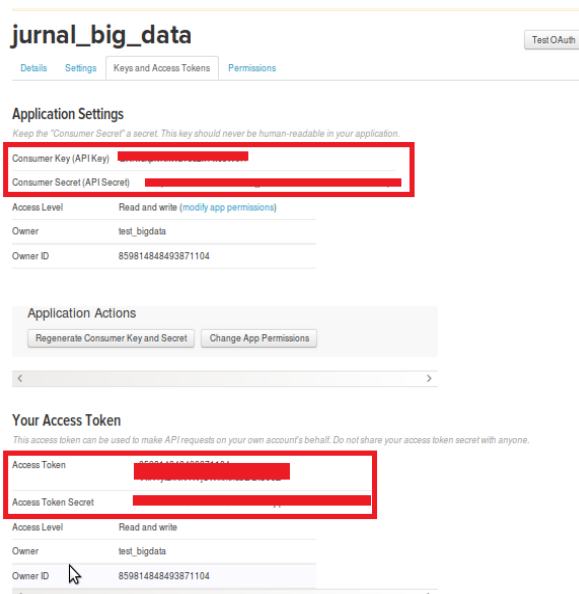 jurnal_big_data
Test OAuth
Details Settings Keys and Access Tokens Permissions
Application Settings
Keep the "Consumer Secret" a secret. This key should never be human-readable in your application.
Consumer Key (API Key)
Consumer Secret (API Secret)
Access Level Read and write (modify app permissions)
Owner test_bigdata
Owner ID 859814848493871104
Application Actions
Regenerate Consumer Key and Secret Change App Permissions
Your Access Token
This access token can be used to make API requests on your own account's behalf. Do not share your access token secret with anyone.
Access Token
Access Token Secret
Access Level Read and write
Owner test_bigdata
Owner ID 859814848493871104